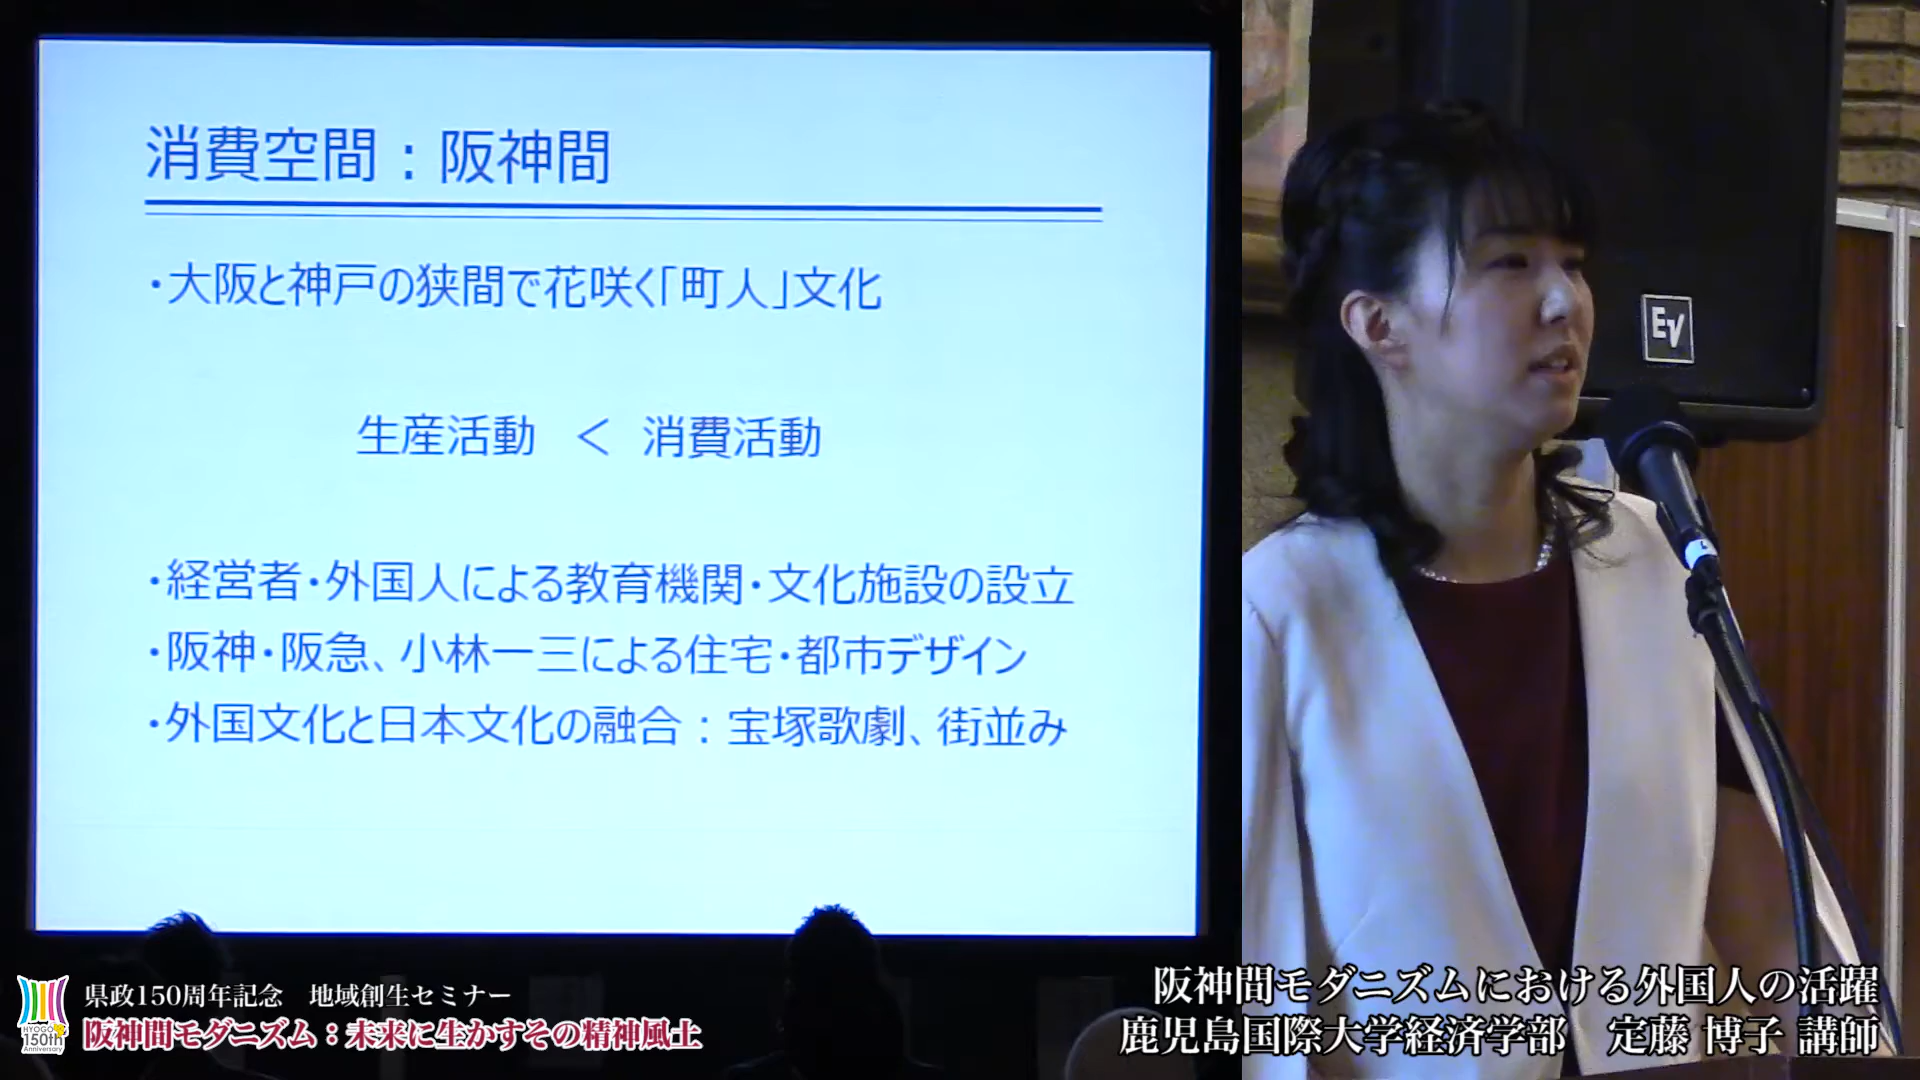 消費空間：阪神間
・大阪と神戸の狭間で花咲く「町人」文化
生産活動 ＜ 消費活動
・経営者・外国人による教育機関・文化施設の設立
・阪神・阪急、小林一三による住宅・都市デザイン
・外国文化と日本文化の融合：宝塚歌劇、街並み
EV
HYOGO
150th
Anniversary
県政150周年記念　地域創生セミナー
阪神間モダニズム：未来に生かすその精神風土
阪神間モダニズムにおける外国人の活躍
鹿児島国際大学経済学部　定藤 博子 講師